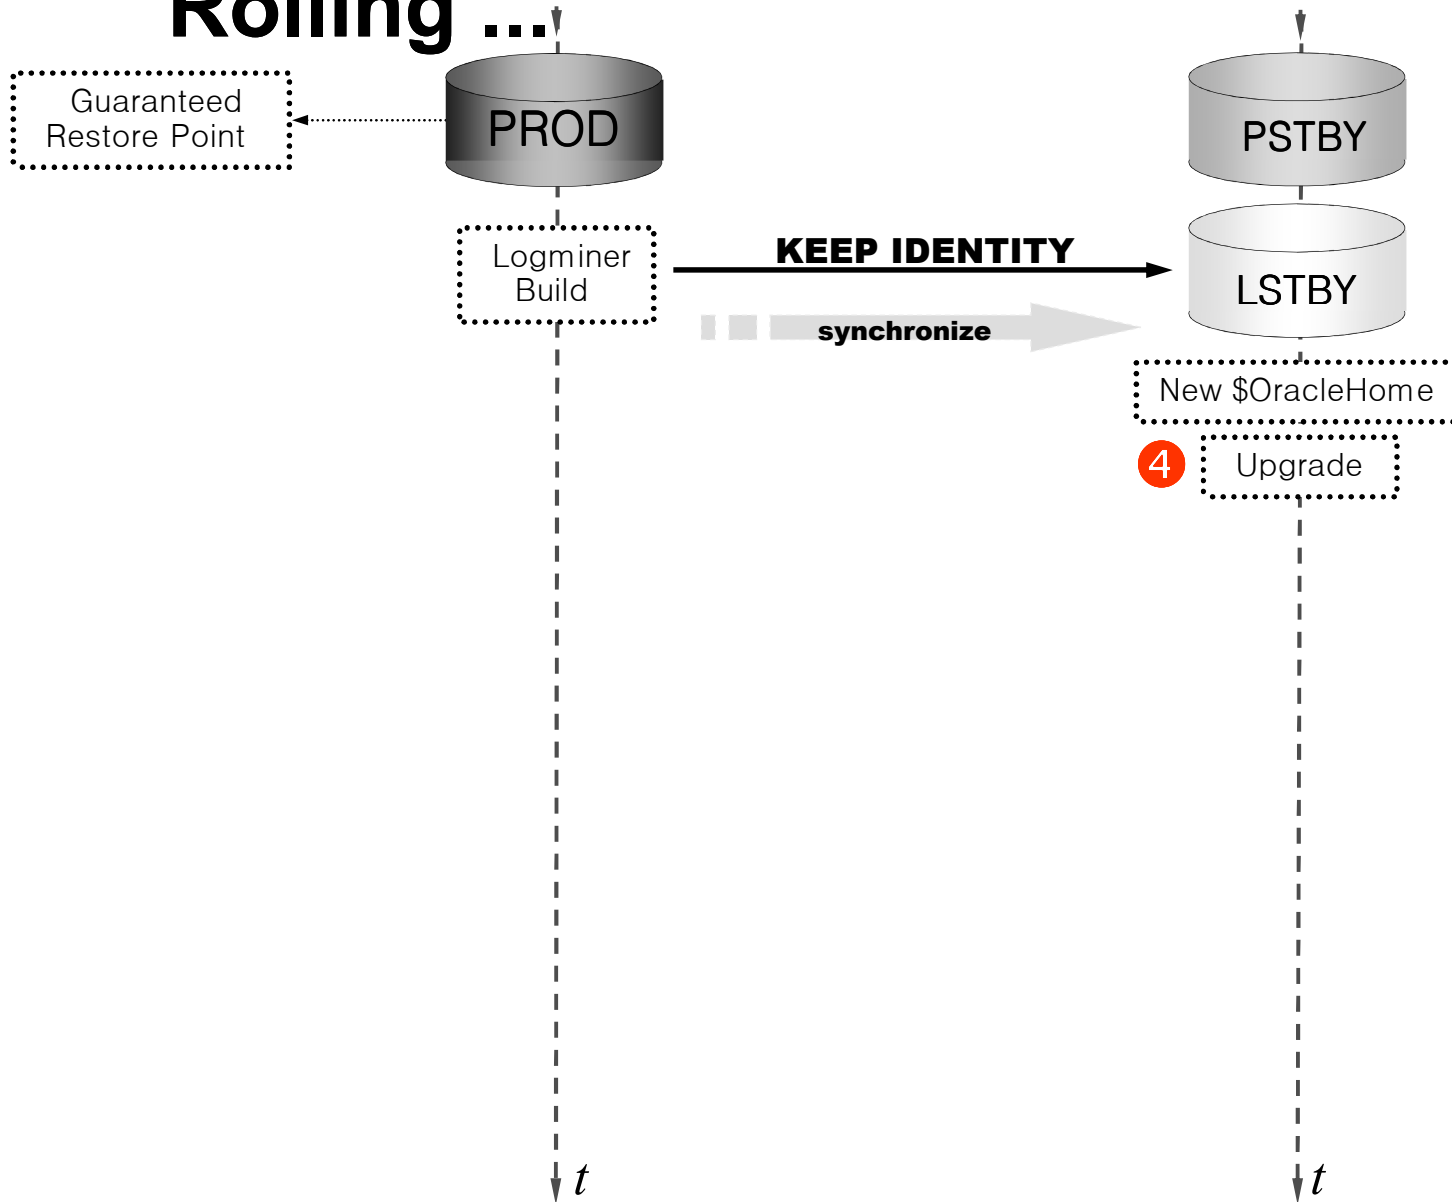 Rolling ...
Guaranteed
Restore Point
PROD
PSTBY
Logminer
Build
KEEP IDENTITY
LSTBY
synchronize
New $OracleHome
4
Upgrade
t
t